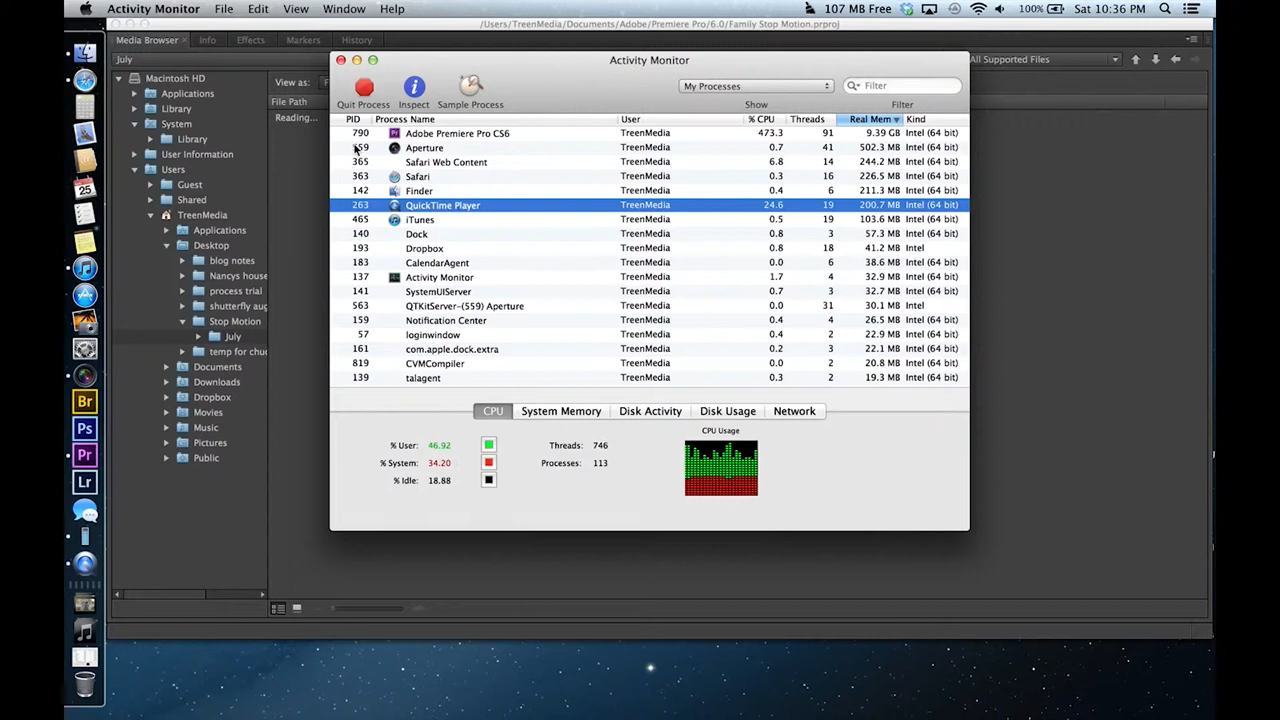 Activity Monitor File Edit View Window Help 107 MB Free 100% Sat 10:36 PM
/Users/TreenMedia/Documents/Adobe/Premiere Pro/6.0/Family Stop Motion.prproj
Media Browser Info Effects Markers History
July
All Supported Files
View as:
File Path
Reading...
Macintosh HD
Applications
Library
System
Library
User Information
Users
Guest
Shared
TreenMedia
Applications
Desktop
blog notes
Nancys house
process trial
shutterfly aug
Stop Motion
July
temp for chuc
Documents
Downloads
Dropbox
Movies
Music
Pictures
Public
Activity Monitor
Quit Process Inspect Sample Process
My Processes
Filter
Show Filter
PID Process Name User % CPU Threads Real Mem Kind
790 Adobe Premiere Pro CS6 TreenMedia 473.3 91 9.39 GB Intel (64 bit)
559 Aperture TreenMedia 0.7 41 502.3 MB Intel (64 bit)
365 Safari Web Content TreenMedia 6.8 14 244.2 MB Intel (64 bit)
363 Safari TreenMedia 0.3 16 226.5 MB Intel (64 bit)
142 Finder TreenMedia 0.4 6 211.3 MB Intel (64 bit)
263 QuickTime Player TreenMedia 24.6 19 200.7 MB Intel (64 bit)
465 iTunes TreenMedia 0.5 19 103.6 MB Intel (64 bit)
140 Dock TreenMedia 0.8 3 57.3 MB Intel (64 bit)
193 Dropbox TreenMedia 0.8 18 41.2 MB Intel
183 CalendarAgent TreenMedia 0.0 6 38.6 MB Intel (64 bit)
137 Activity Monitor TreenMedia 1.7 4 32.9 MB Intel (64 bit)
141 SystemUIServer TreenMedia 0.7 3 32.7 MB Intel (64 bit)
563 QTKitServer-(559) Aperture TreenMedia 0.0 31 30.1 MB Intel
159 Notification Center TreenMedia 0.4 4 26.5 MB Intel (64 bit)
57 loginwindow TreenMedia 0.4 2 22.9 MB Intel (64 bit)
161 com.apple.dock.extra TreenMedia 0.2 3 22.1 MB Intel (64 bit)
819 CVMCompiler TreenMedia 0.0 2 20.8 MB Intel (64 bit)
139 talagent TreenMedia 0.3 2 19.3 MB Intel (64 bit)
CPU System Memory Disk Activity Disk Usage Network
CPU Usage
% User: 46.92 Threads: 746
% System: 34.20 Processes: 113
% Idle: 18.88
25
Br
Ps
Pr
Lr